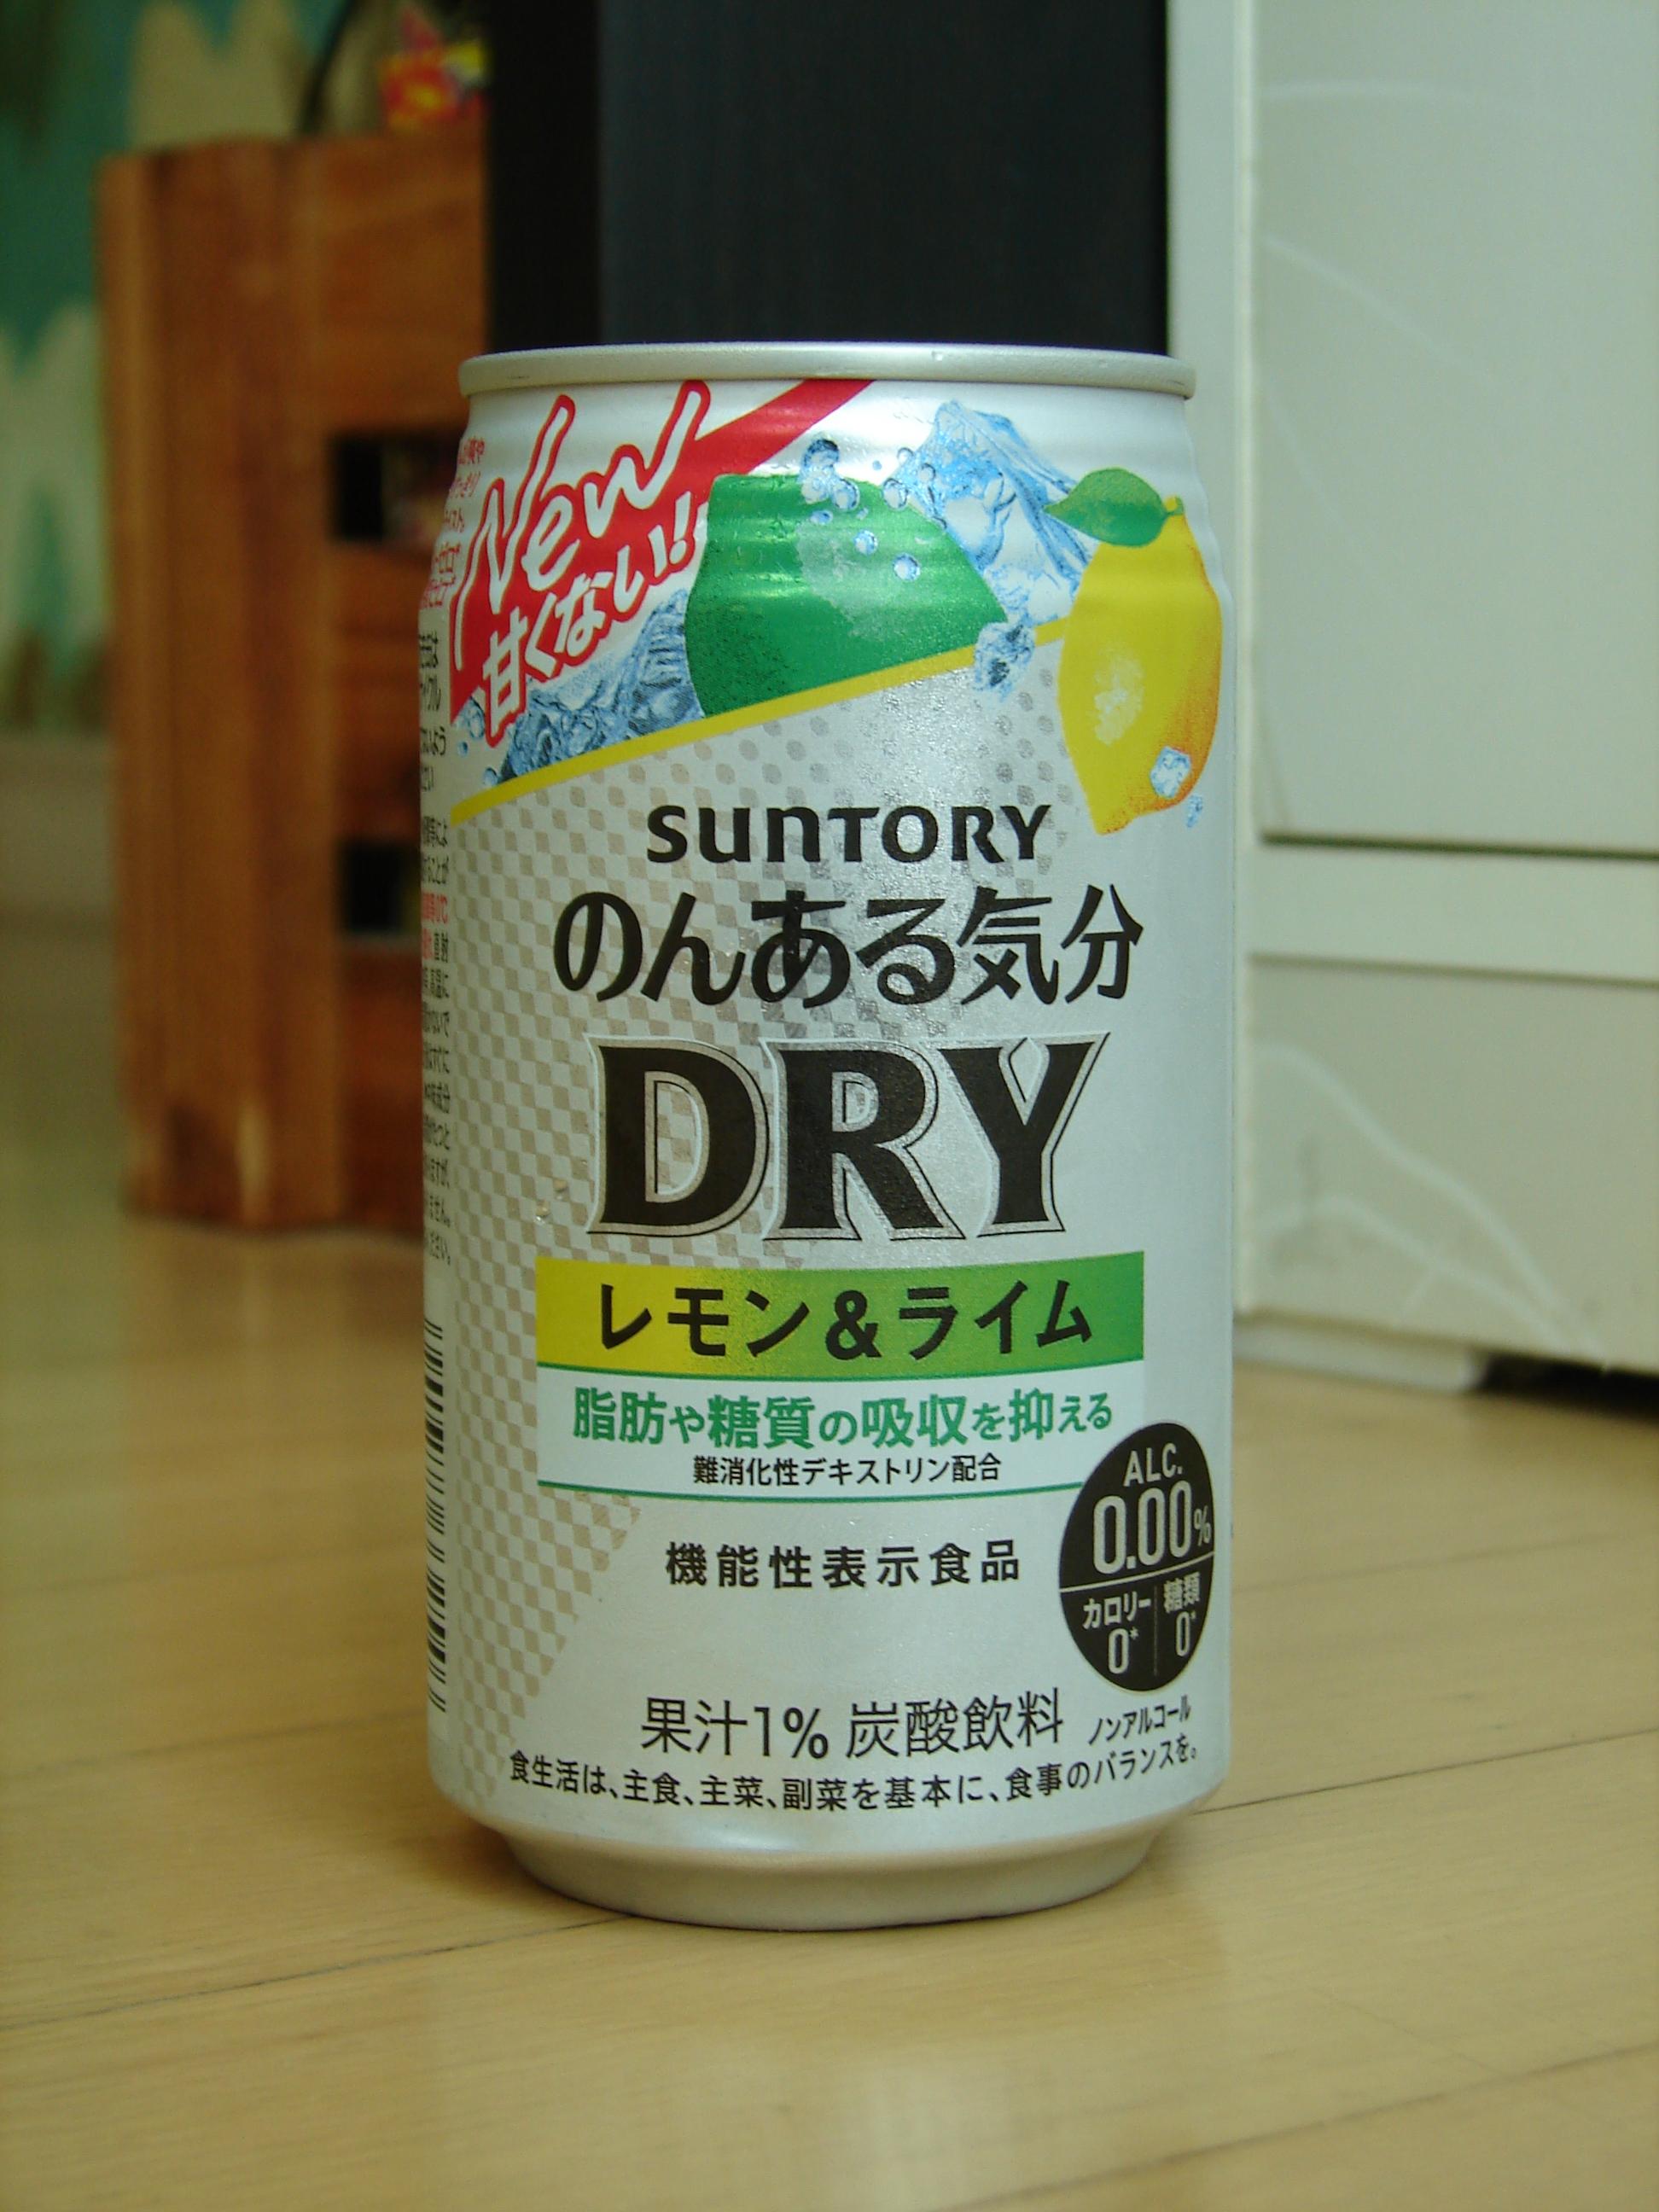 New
甘くない!!
SUNTORY
のんある気分
DRY
レモン&ライム
脂肪や糖質の吸収を抑える
難消化性デキストリン配合
機能性表示食品
ALC.
0.00%
カロリー 0*
糖類 0*
果汁1% 炭酸飲料
ノンアルコール
食生活は、主食、主菜、副菜を基本に、食事のバランスを。